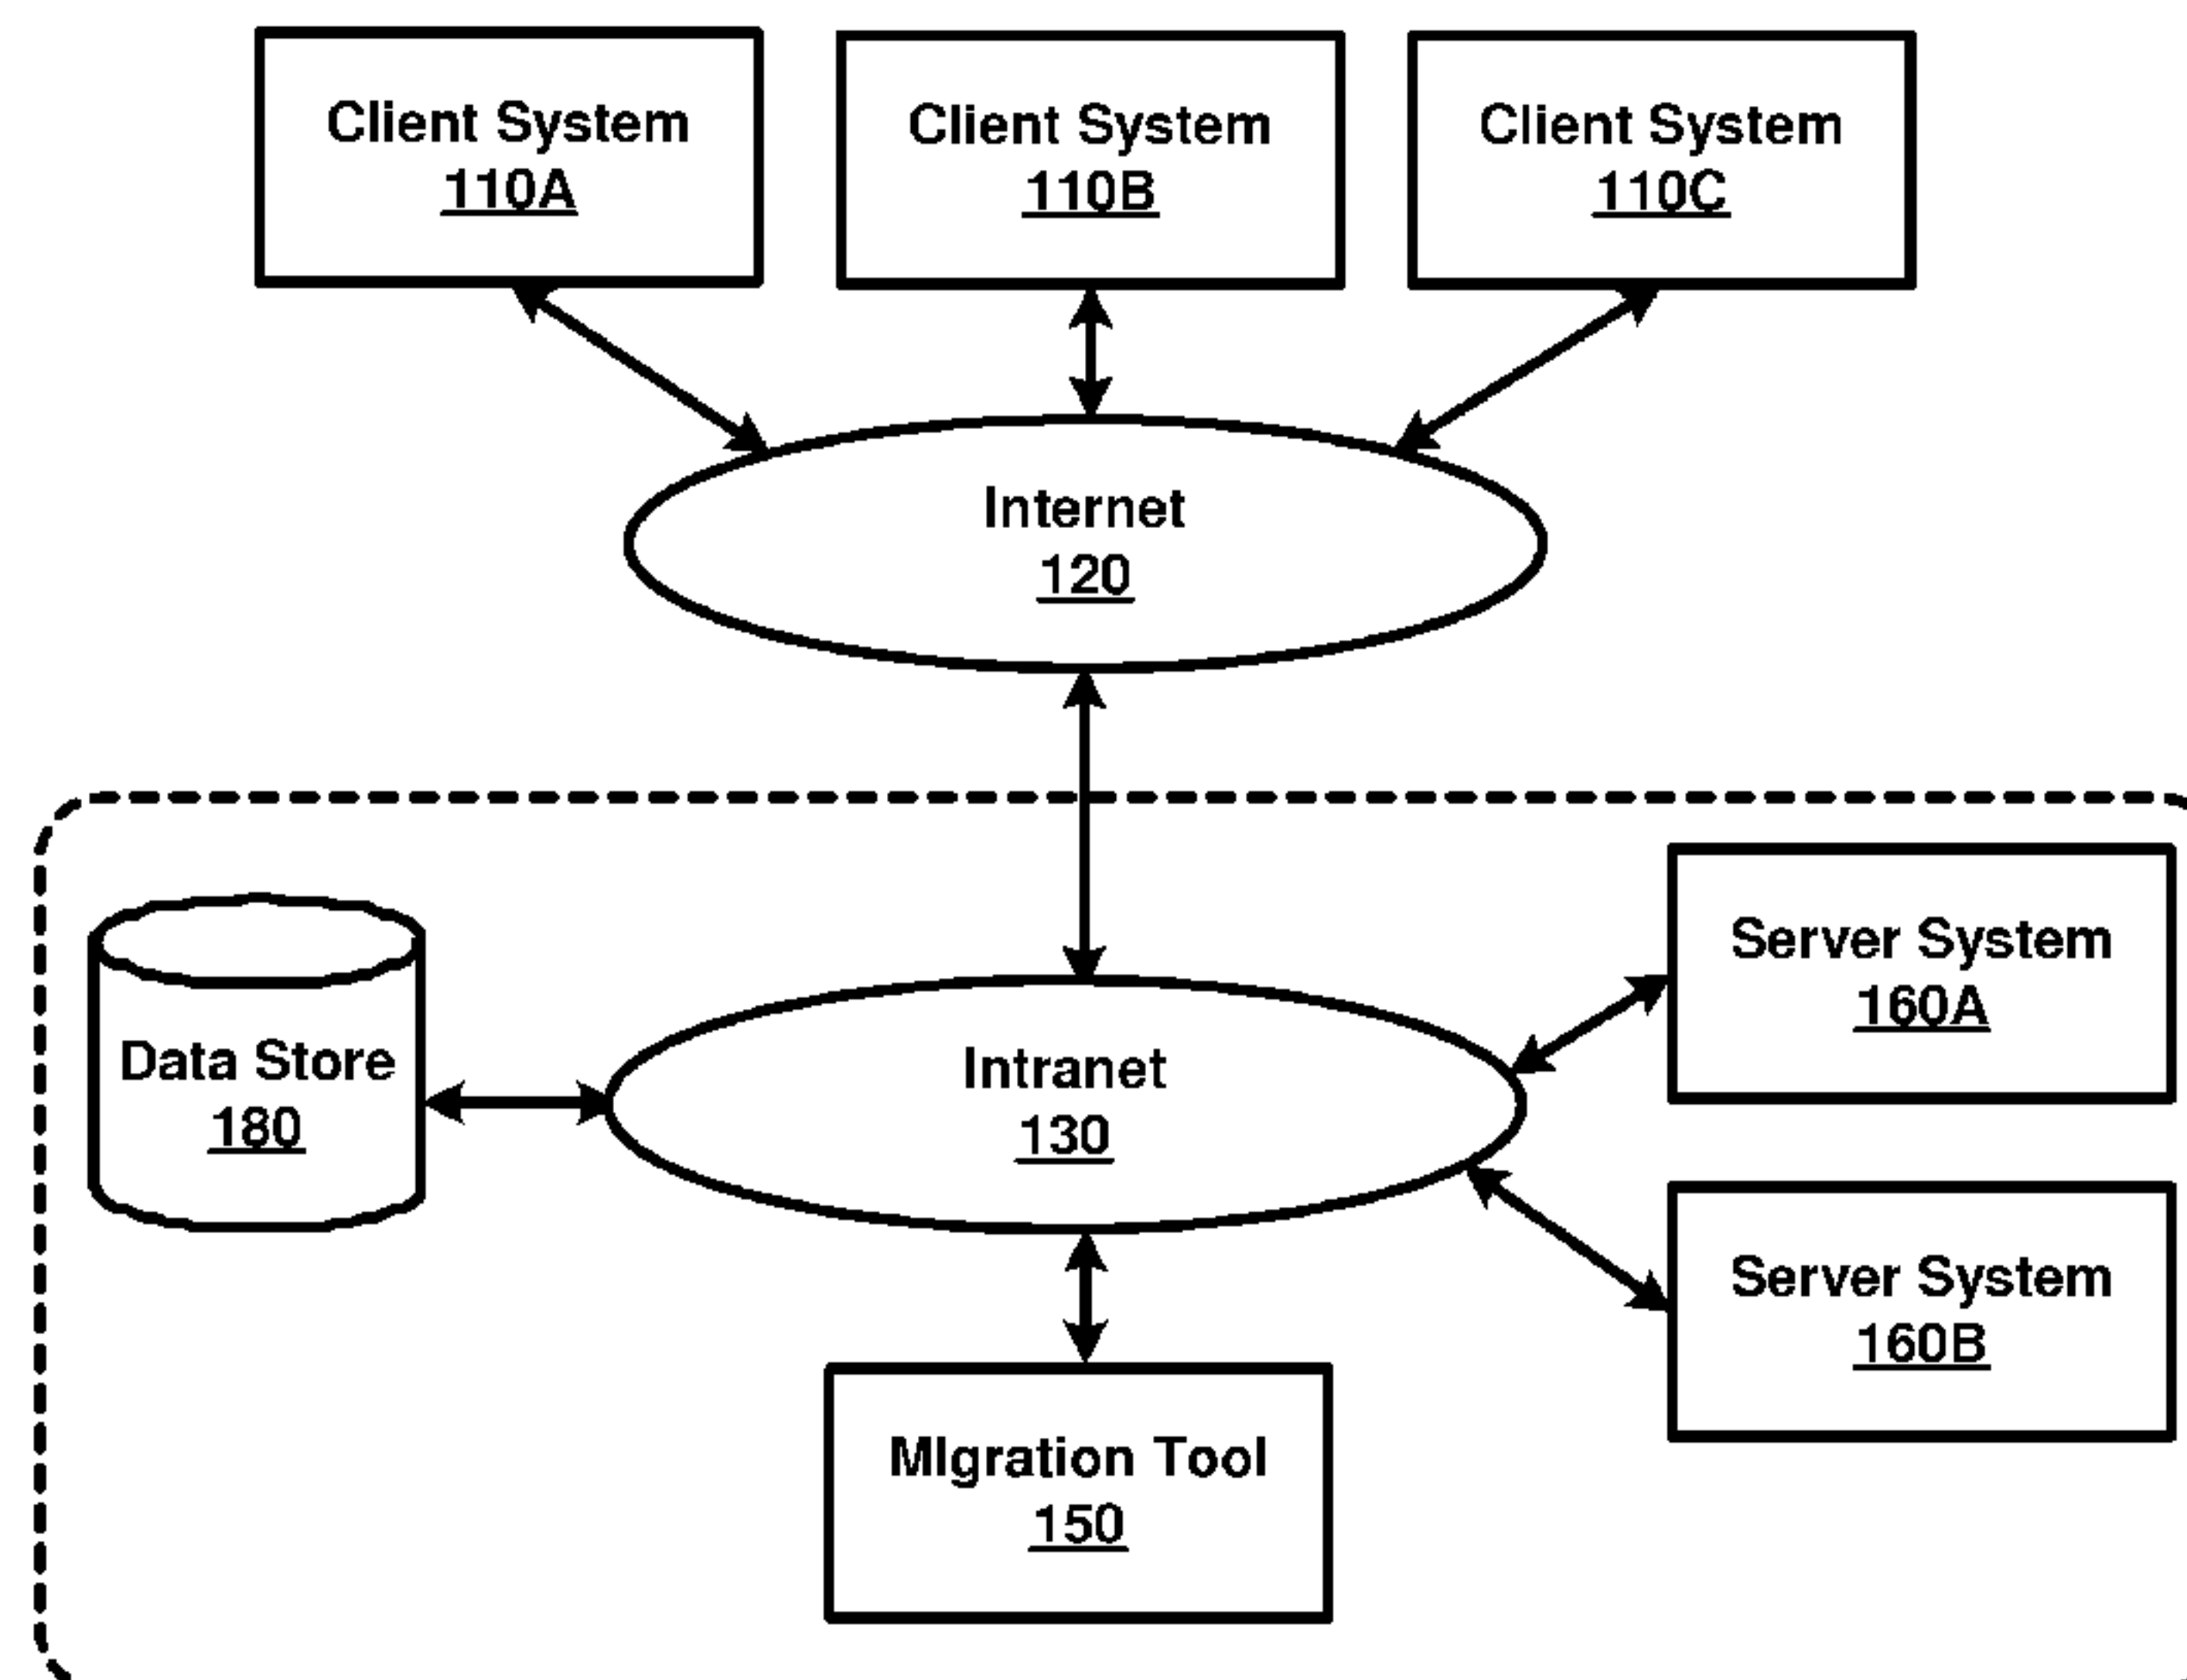 Client System
110A
Client System
110B
Client System
110C
Internet
120
Server System
160A
Data Store
180
Intranet
130
Server System
160B
MIgration Tool
150